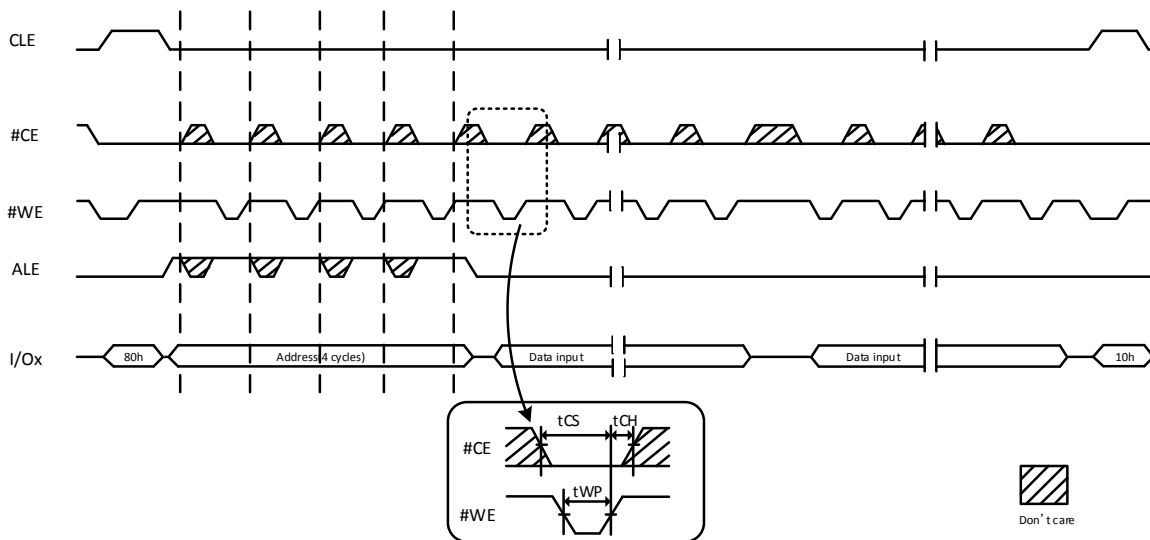 CLE
#CE
#WE
ALE
I/Ox
80h
Address(4 cycles)
Data input
Data input
10h
tCS
tCH
#CE
tWP
#WE
Don't care